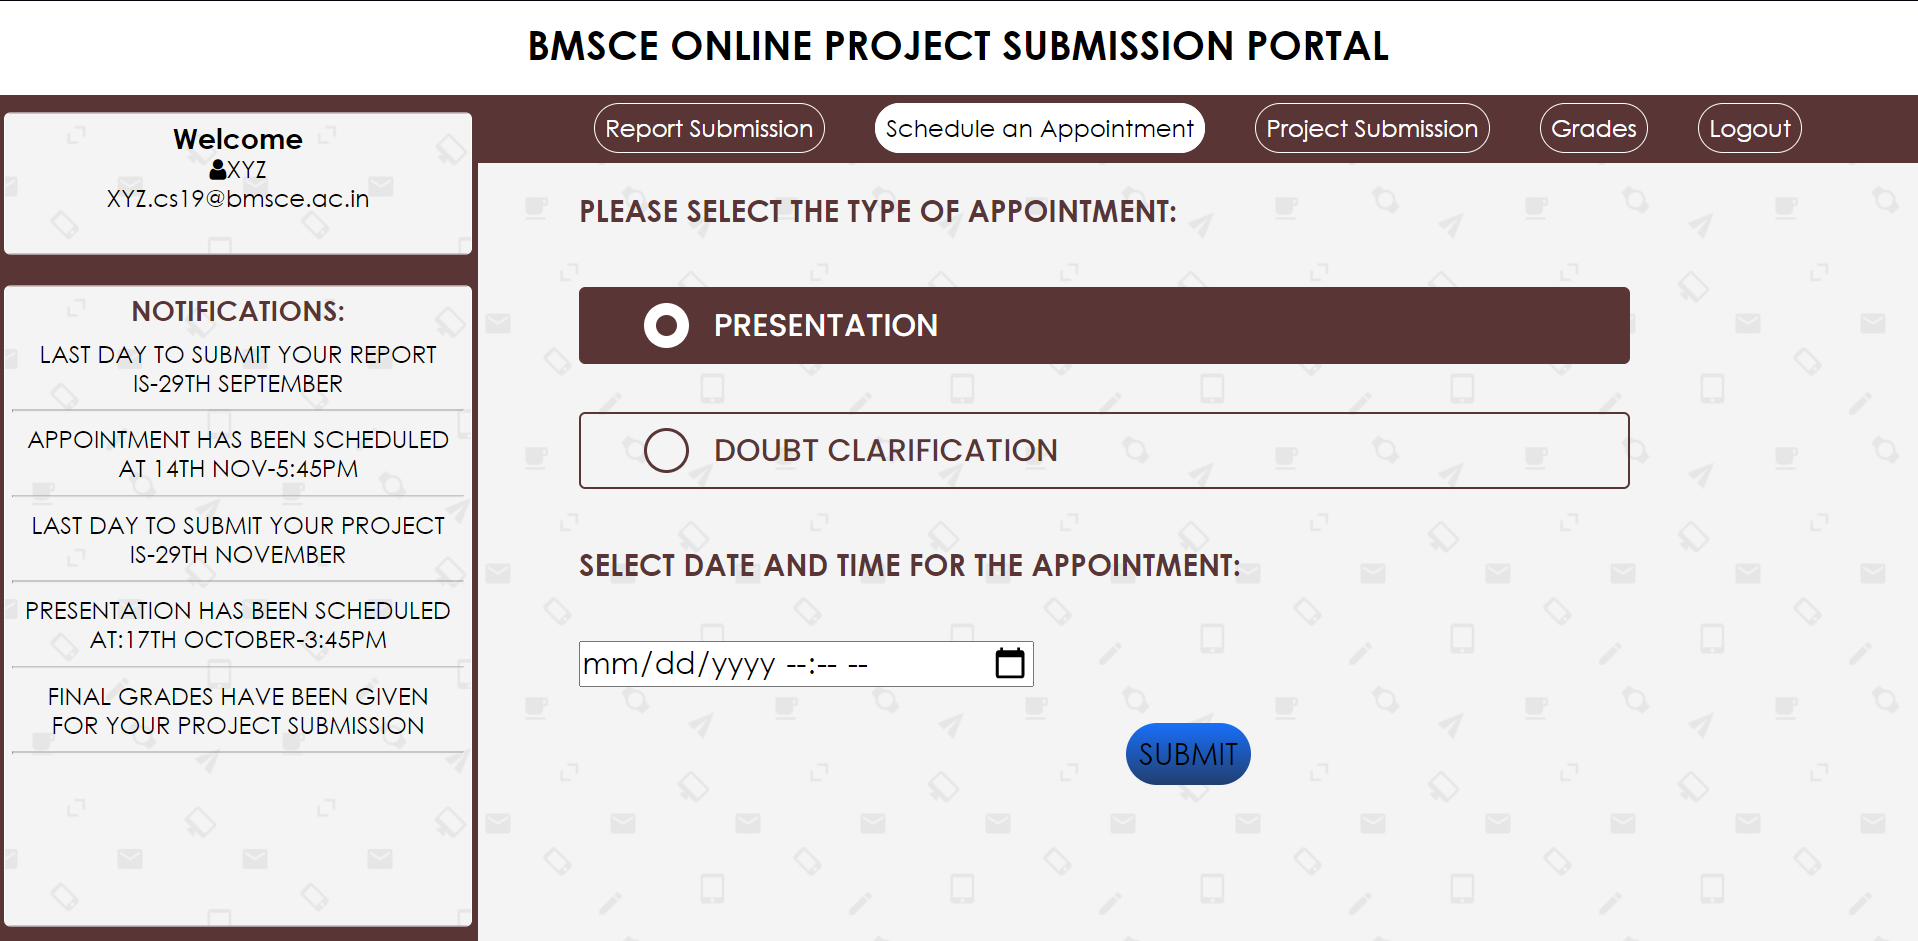 BMSCE ONLINE PROJECT SUBMISSION PORTAL
Report Submission
Schedule an Appointment
Project Submission
Grades
Logout
Welcome
XYZ
XYZ.cs19@bmsce.ac.in
NOTIFICATIONS:
LAST DAY TO SUBMIT YOUR REPORT
IS-29TH SEPTEMBER
APPOINTMENT HAS BEEN SCHEDULED
AT 14TH NOV-5:45PM
LAST DAY TO SUBMIT YOUR PROJECT
IS-29TH NOVEMBER
PRESENTATION HAS BEEN SCHEDULED
AT:17TH OCTOBER-3:45PM
FINAL GRADES HAVE BEEN GIVEN
FOR YOUR PROJECT SUBMISSION
PLEASE SELECT THE TYPE OF APPOINTMENT:
PRESENTATION
DOUBT CLARIFICATION
SELECT DATE AND TIME FOR THE APPOINTMENT:
mm/dd/yyyy --:-- --
SUBMIT